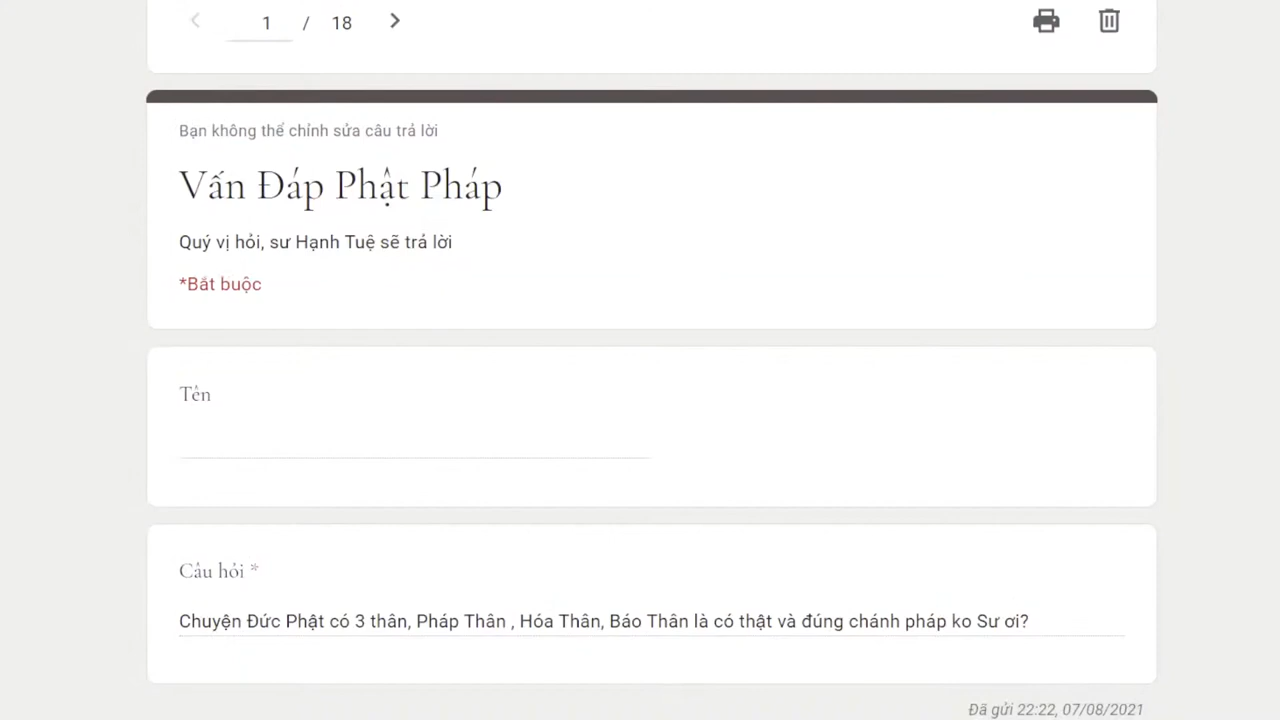 1 / 18
Bạn không thể chỉnh sửa câu trả lời
Vấn Đáp Phật Pháp
Quý vị hỏi, sư Hạnh Tuệ sẽ trả lời
*Bắt buộc
Tên
Câu hỏi *
Chuyện Đức Phật có 3 thân, Pháp Thân , Hóa Thân, Báo Thân là có thật và đúng chánh pháp ko Sư ơi?
Đã gửi 22:22, 07/08/2021